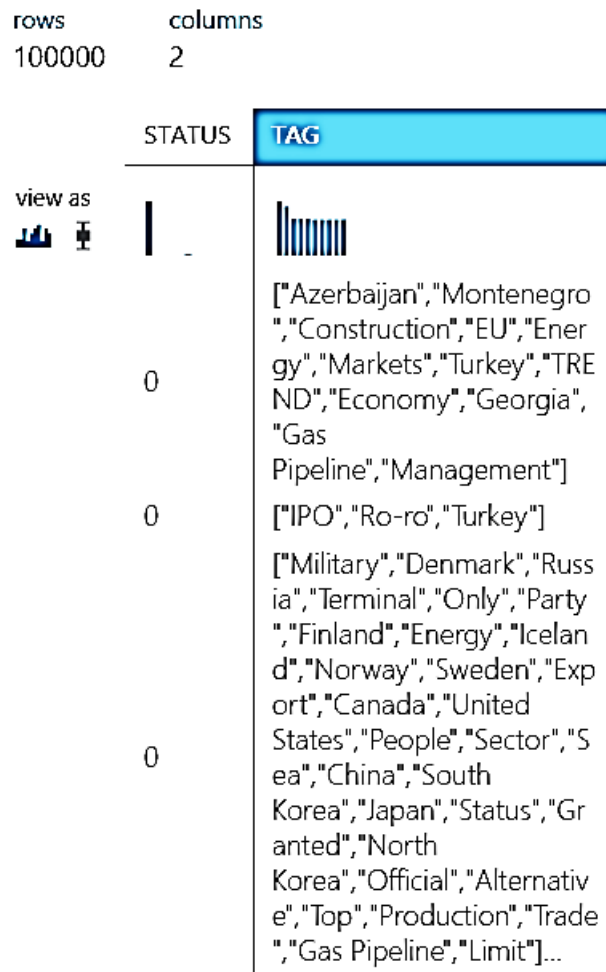 rows columns
100000 2
STATUS TAG
view as
["Azerbaijan","Montenegro
","Construction","EU","Ener
gy","Markets","Turkey","TRE
0
ND","Economy","Georgia",
"Gas
Pipeline","Management"]
0 ["IPO","Ro-ro","Turkey"]
["Military","Denmark","Russ
ia","Terminal","Only","Party
","Finland","Energy","Icelan
d","Norway","Sweden","Exp
ort","Canada","United
States","People","Sector","S
0
ea","China","South
Korea","Japan","Status","Gr
anted","North
Korea","Official","Alternativ
e","Top","Production","Trade
","Gas Pipeline","Limit"]...